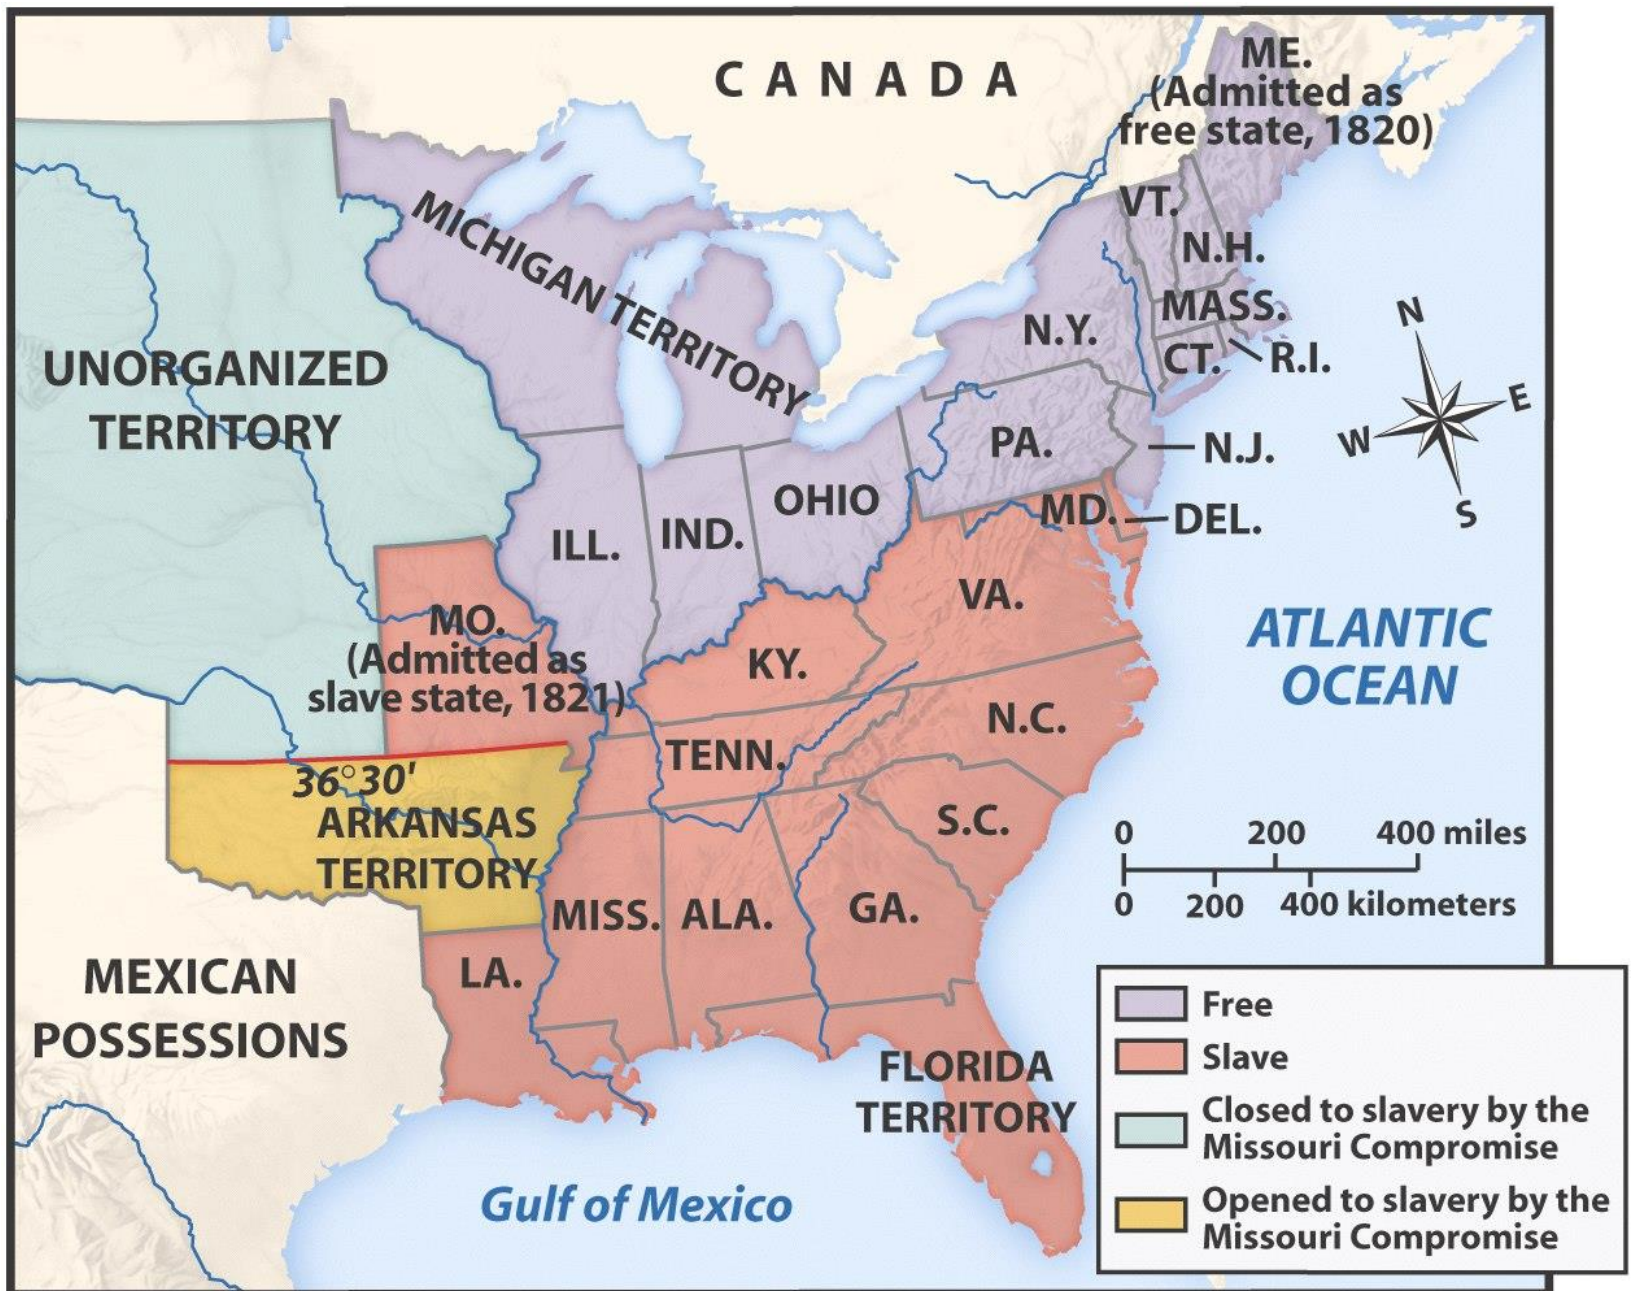 CANADA
ME.
(Admitted as
free state, 1820)
VT.
N.H.
MASS.
CT.
R.I.
N.Y.
MICHIGAN TERRITORY
UNORGANIZED
TERRITORY
PA.
N.J.
N
E
W
S
OHIO
MD.
DEL.
ILL.
IND.
VA.
MO.
(Admitted as
slave state, 1821)
KY.
ATLANTIC
OCEAN
N.C.
TENN.
36°30'
ARKANSAS
TERRITORY
S.C.
0 200 400 miles
0 200 400 kilometers
MISS.
ALA.
GA.
LA.
MEXICAN
POSSESSIONS
FLORIDA
TERRITORY
Gulf of Mexico
Free
Slave
Closed to slavery by the
Missouri Compromise
Opened to slavery by the
Missouri Compromise